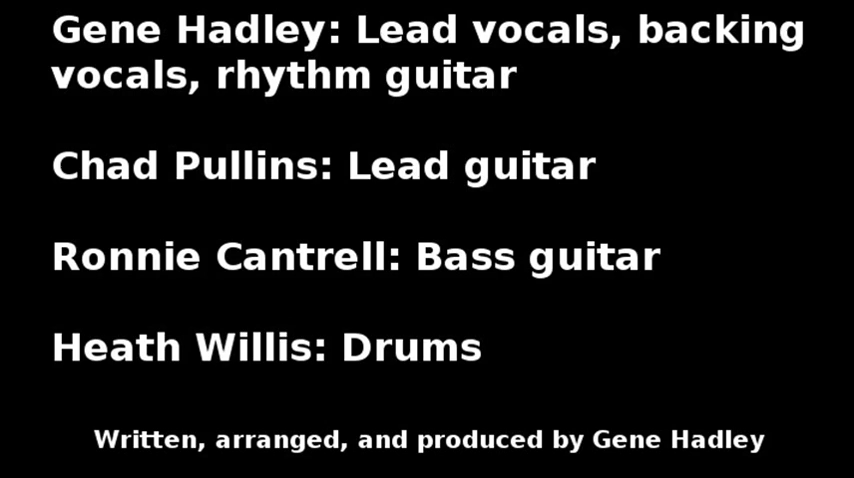 Gene Hadley: Lead vocals, backing
vocals, rhythm guitar
Chad Pullins: Lead guitar
Ronnie Cantrell: Bass guitar
Heath Willis: Drums
Written, arranged, and produced by Gene Hadley